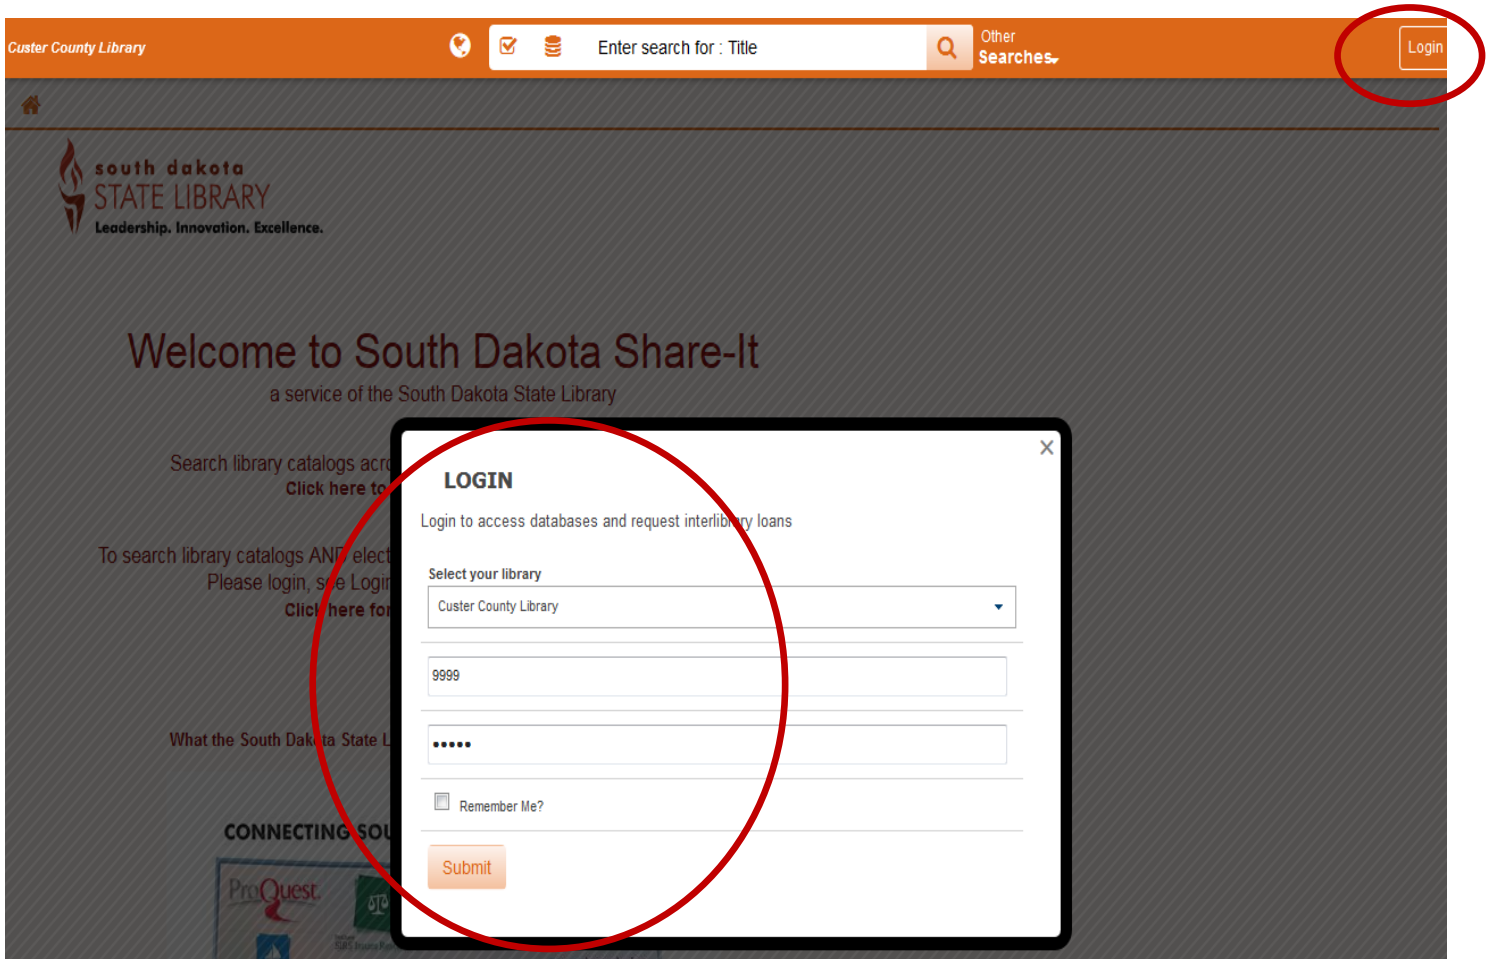 Custer County Library
Enter search for : Title
Other
Searches
Login
south dakota
STATE LIBRARY
Leadership. Innovation. Excellence.
Welcome to South Dakota Share-It
a service of the South Dakota State Library
Search library catalogs acro
Click here to
To search library catalogs AND elect
Please login, see Login
Click here for
What the South Dakota State L
CONNECTING SOU
ProQuest
SIRS Issues
X
LOGIN
Login to access databases and request interlibrary loans
Select your library
Custer County Library
9999
•••••
Remember Me?
Submit